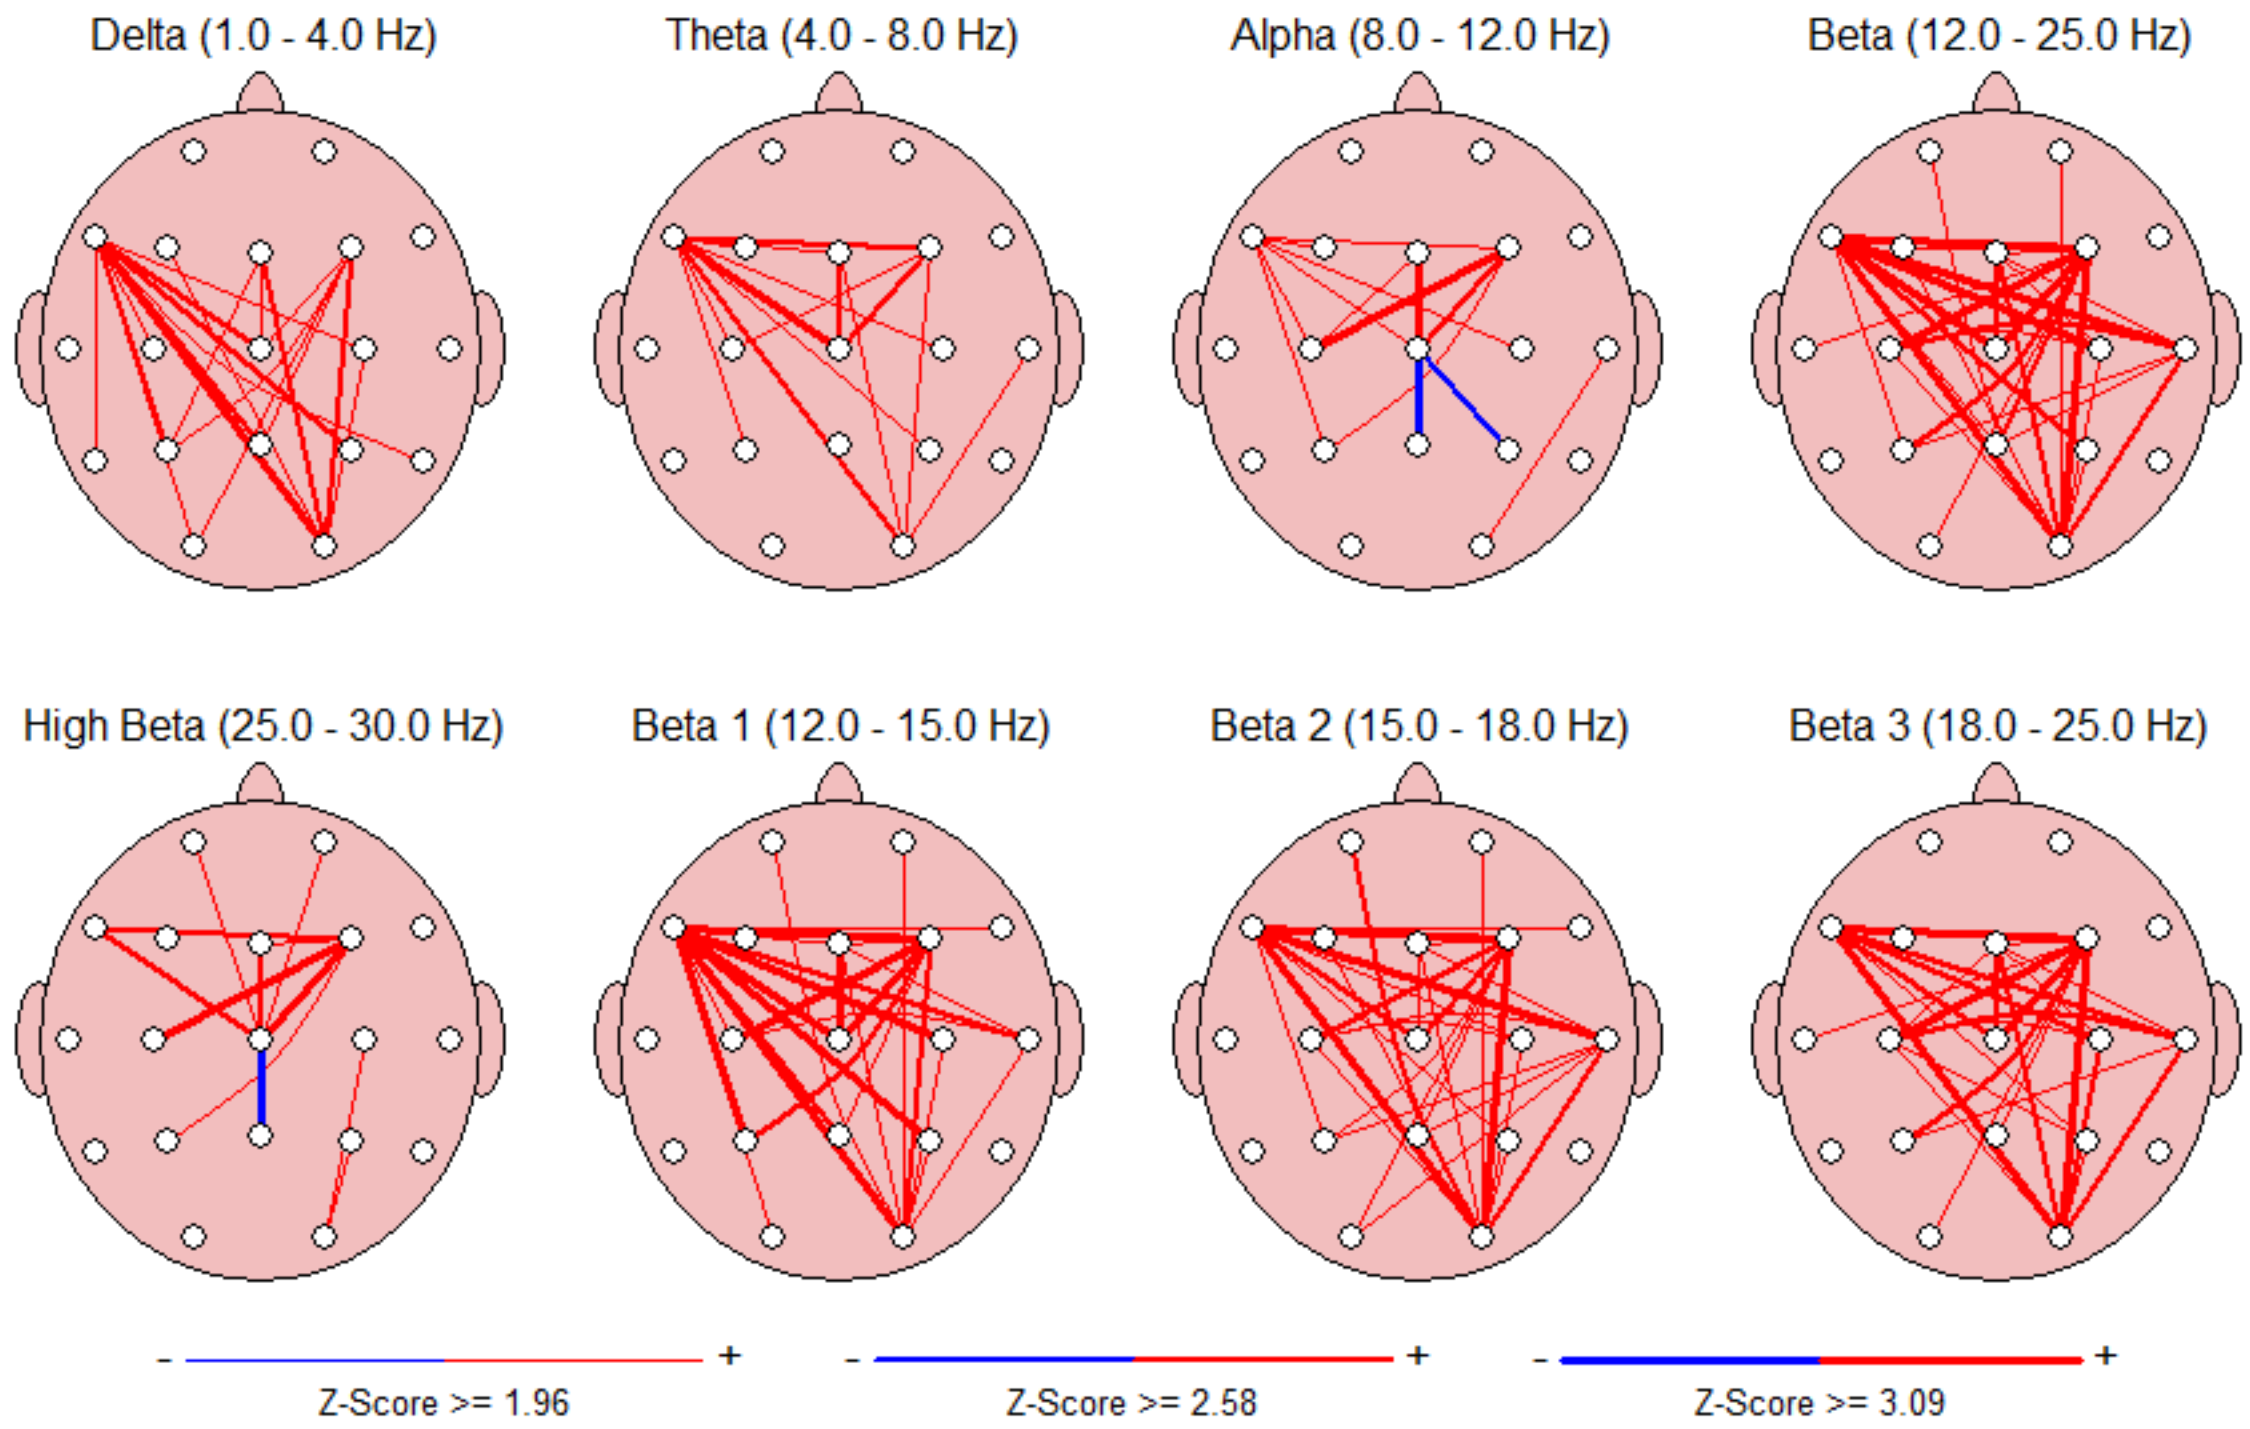 Delta (1.0 - 4.0 Hz) Theta (4.0 - 8.0 Hz) Alpha (8.0 - 12.0 Hz) Beta (12.0 - 25.0 Hz)
High Beta (25.0 - 30.0 Hz) Beta 1 (12.0 - 15.0 Hz) Beta 2 (15.0 - 18.0 Hz) Beta 3 (18.0 - 25.0 Hz)
- + - + - +
Z-Score >= 1.96 Z-Score >= 2.58 Z-Score >= 3.09